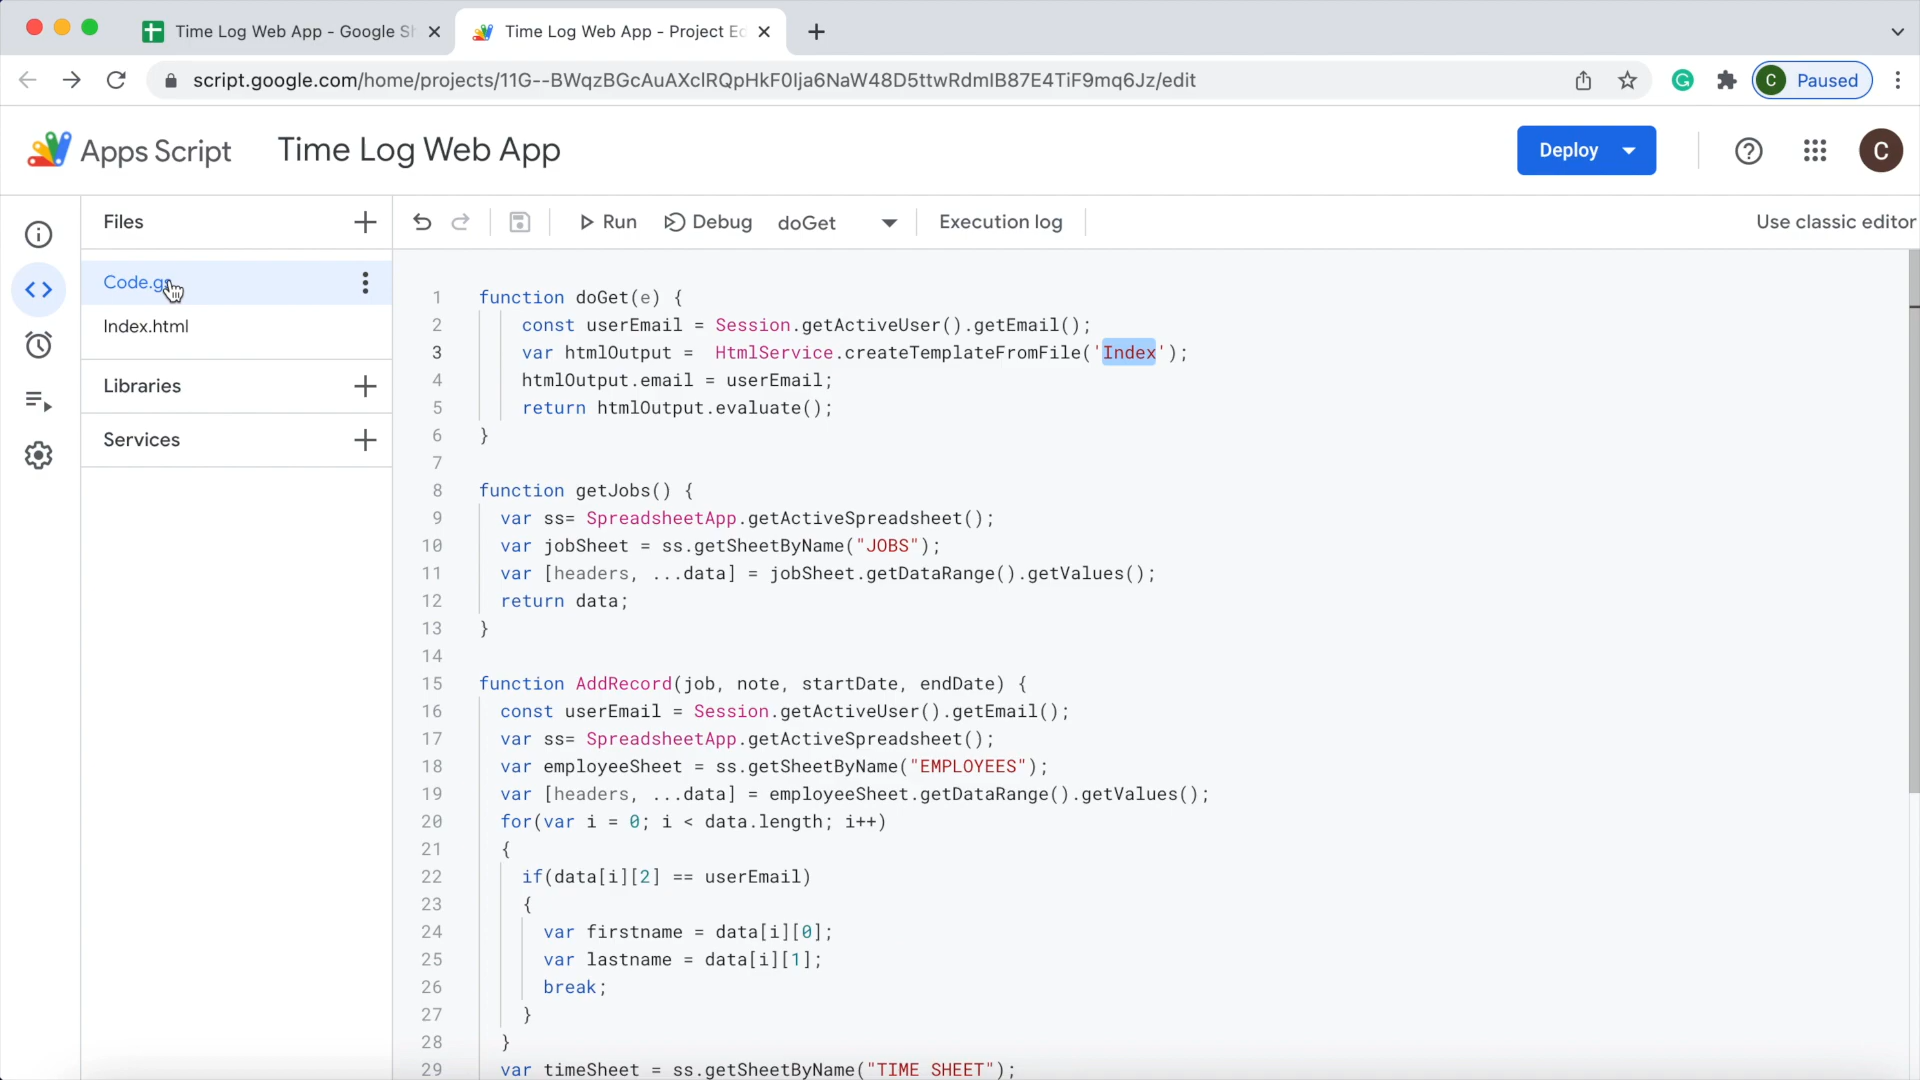 Time Log Web App - Google Sh
Time Log Web App - Project Ed
script.google.com/home/projects/11G--BWqzBGcAuAXclRQpHkF0lja6NaW48D5ttwRdmlB87E4TiF9mq6Jz/edit
C Paused
Apps Script
Time Log Web App
Deploy
C
Files
Run
Debug
doGet
Execution log
Use classic editor
Code.gs
Index.html
Libraries
Services
1 function doGet(e) {
2 const userEmail = Session.getActiveUser().getEmail();
3 var htmlOutput =  HtmlService.createTemplateFromFile('Index');
4 htmlOutput.email = userEmail;
5 return htmlOutput.evaluate();
6 }
7
8 function getJobs() {
9 var ss= SpreadsheetApp.getActiveSpreadsheet();
10 var jobSheet = ss.getSheetByName("JOBS");
11 var [headers, ...data] = jobSheet.getDataRange().getValues();
12 return data;
13 }
14
15 function AddRecord(job, note, startDate, endDate) {
16 const userEmail = Session.getActiveUser().getEmail();
17 var ss= SpreadsheetApp.getActiveSpreadsheet();
18 var employeeSheet = ss.getSheetByName("EMPLOYEES");
19 var [headers, ...data] = employeeSheet.getDataRange().getValues();
20 for(var i = 0; i < data.length; i++)
21 {
22 if(data[i][2] == userEmail)
23 {
24 var firstname = data[i][0];
25 var lastname = data[i][1];
26 break;
27 }
28 }
29 var timeSheet = ss.getSheetByName("TIME SHEET");